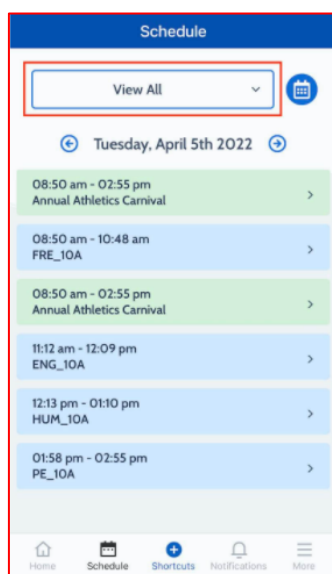 Schedule
View All
Tuesday, April 5th 2022
08:50 am - 02:55 pm
Annual Athletics Carnival
08:50 am - 10:48 am
FRE_10A
08:50 am - 02:55 pm
Annual Athletics Carnival
11:12 am - 12:09 pm
ENG_10A
12:13 pm - 01:10 pm
HUM_10A
01:58 pm - 02:55 pm
PE_10A
Home Schedule Shortcuts Notifications More